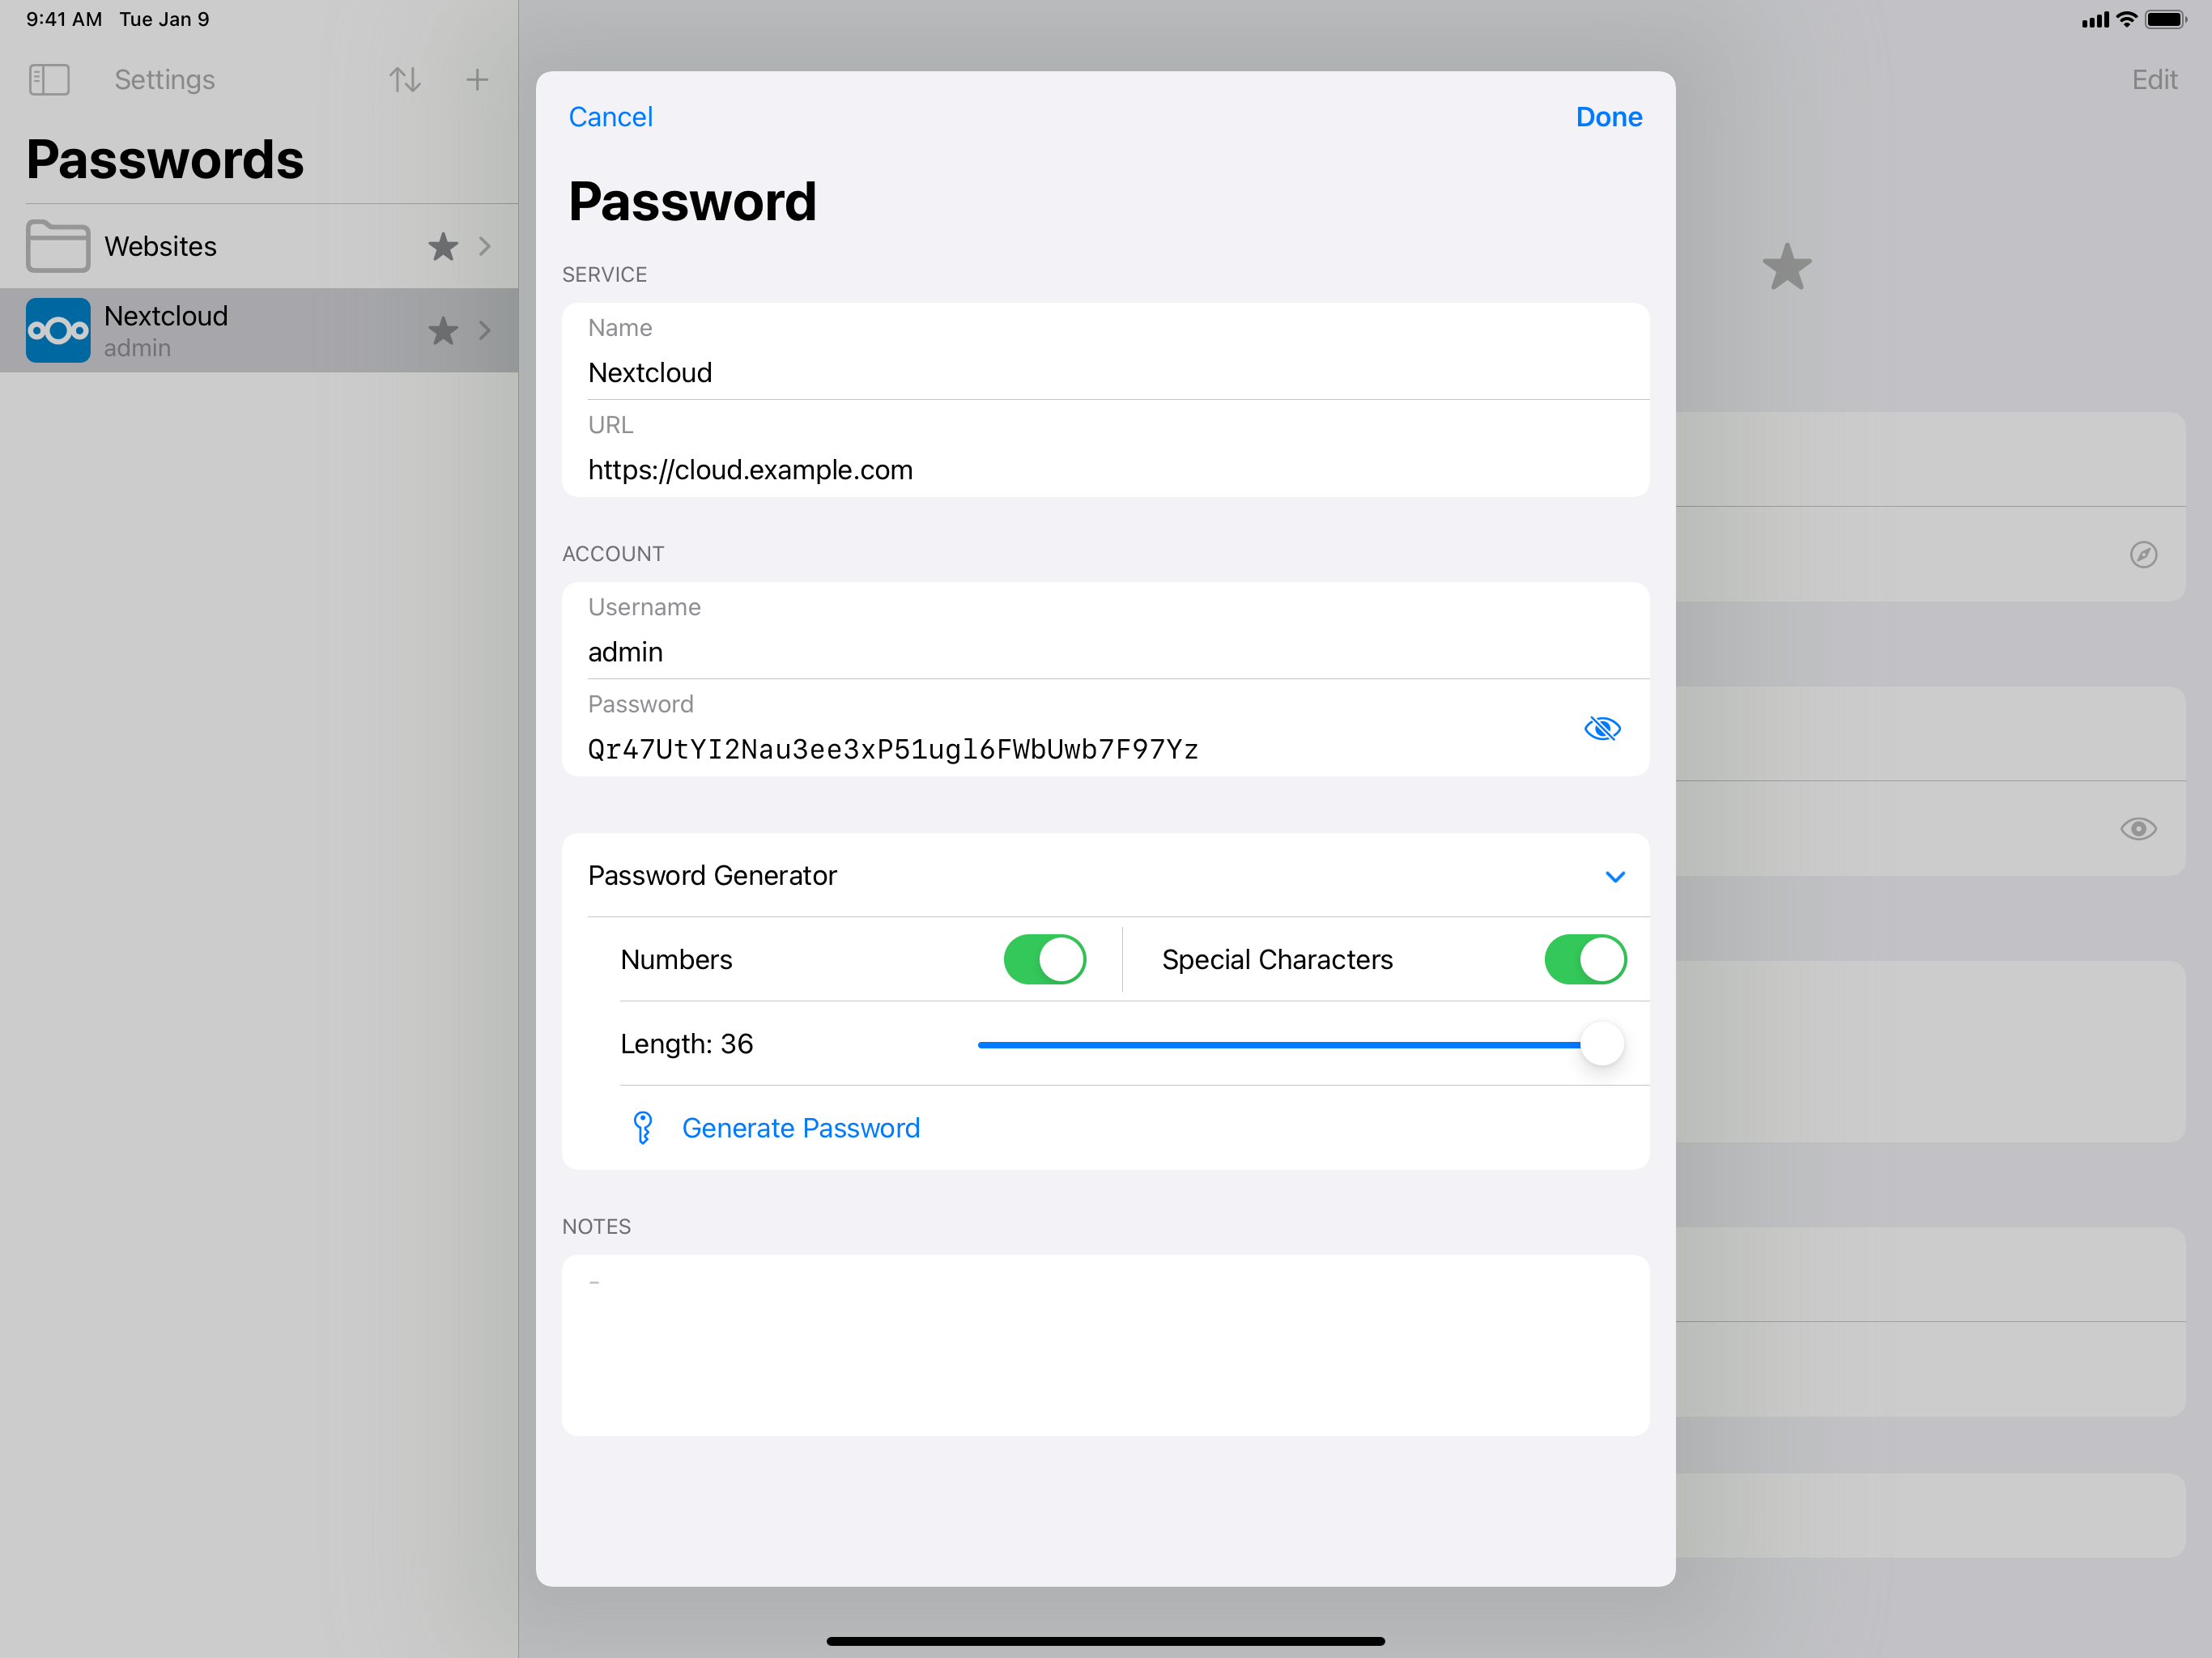 9:41 AM Tue Jan 9
Settings
Edit
Passwords
Websites
Nextcloud
admin
Cancel
Done
Password
SERVICE
Name
Nextcloud
URL
https://cloud.example.com
ACCOUNT
Username
admin
Password
Qr47UtYI2Nau3ee3xP51ugl6FWbUwb7F97Yz
Password Generator
Numbers
Special Characters
Length: 36
Generate Password
NOTES
-